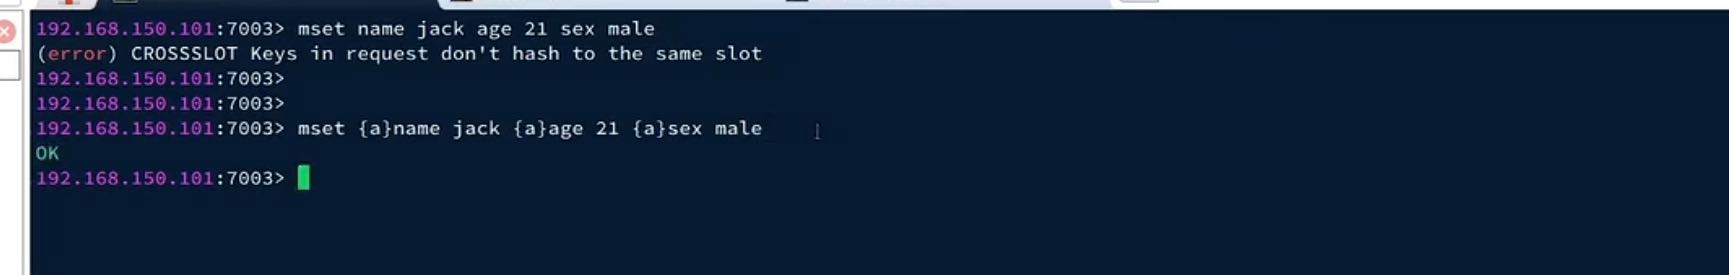 192.168.150.101:7003> mset name jack age 21 sex male
(error) CROSSSLOT Keys in request don't hash to the same slot
192.168.150.101:7003>
192.168.150.101:7003>
192.168.150.101:7003> mset {a}name jack {a}age 21 {a}sex male
OK
192.168.150.101:7003>